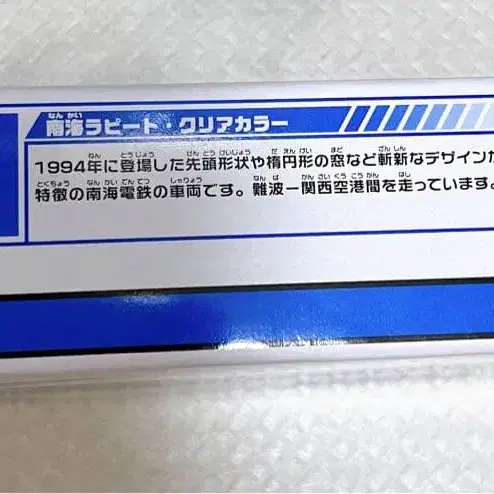 南海ラピート・クリアカラー
1994年に登場した先頭形状や楕円形の窓など斬新なデザインが
特徴の南海電鉄の車両です。難波ー関西空港間を走っています。